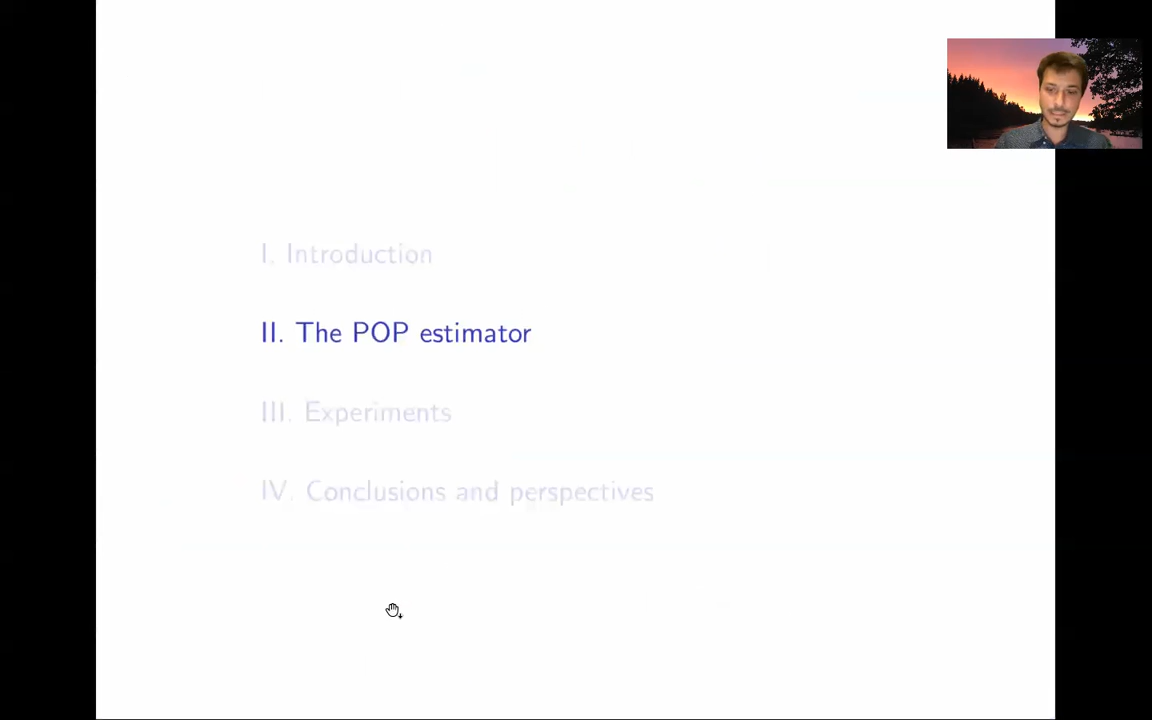 I. Introduction
II. The POP estimator
III. Experiments
IV. Conclusions and perspectives